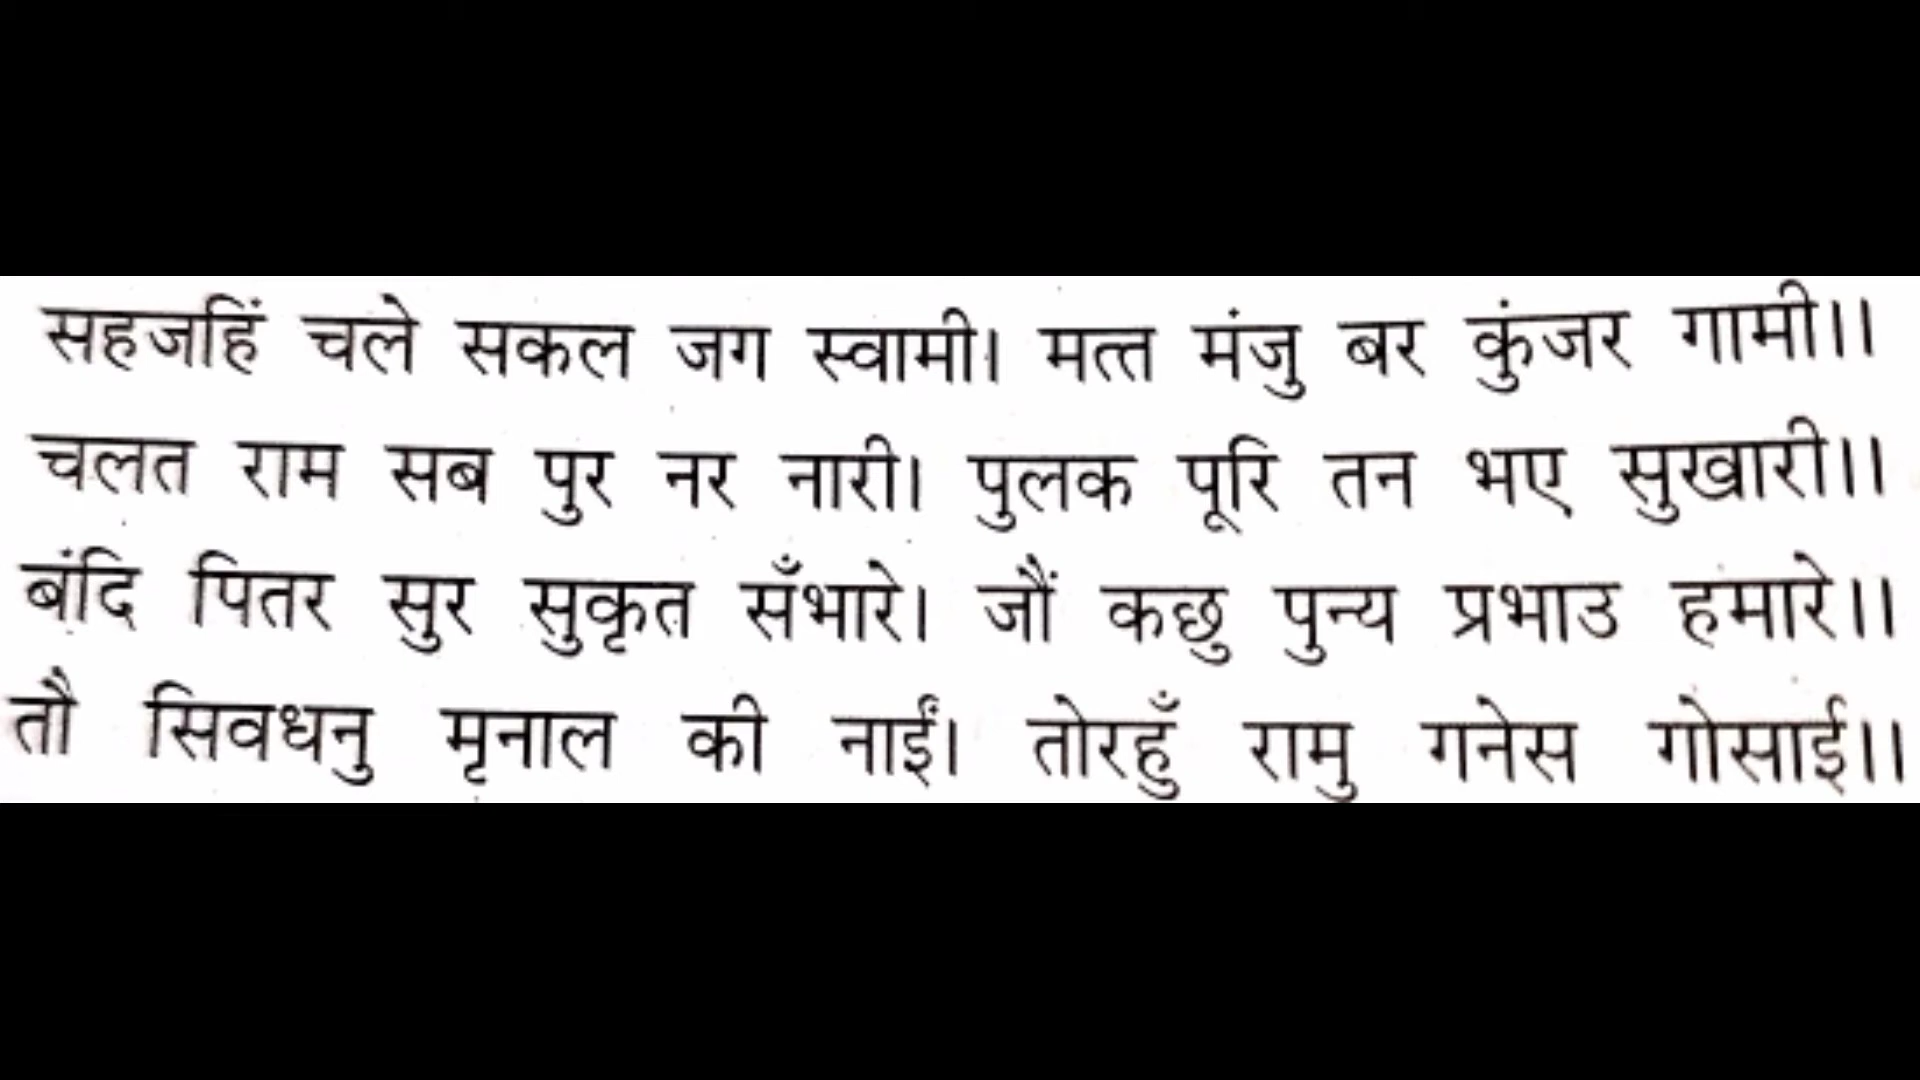 सहजहिं चले सकल जग स्वामी। मत्त मंजु बर कुंजर गामी।।
चलत राम सब पुर नर नारी। पुलक पूरि तन भए सुखारी।।
बंदि पितर सुर सुकृत सँभारे। जौं कछु पुन्य प्रभाउ हमारे।।
तौ सिवधनु मृनाल की नाईं। तोरहुँ रामु गनेस गोसाई।।